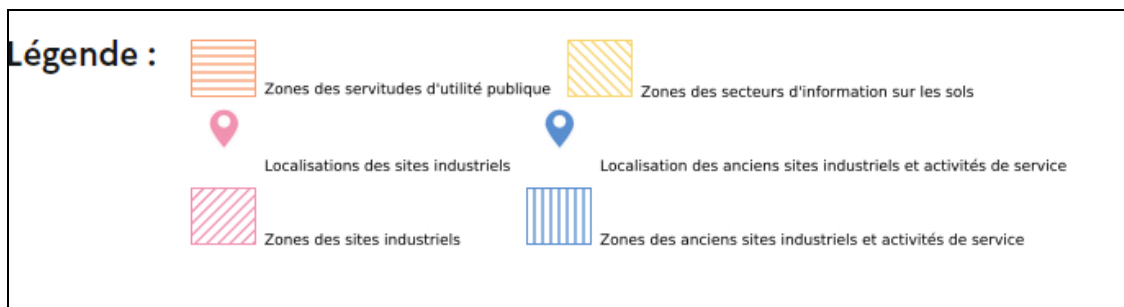 Légende :
Zones des servitudes d'utilité publique
Zones des secteurs d'information sur les sols
Localisations des sites industriels
Localisation des anciens sites industriels et activités de service
Zones des sites industriels
Zones des anciens sites industriels et activités de service